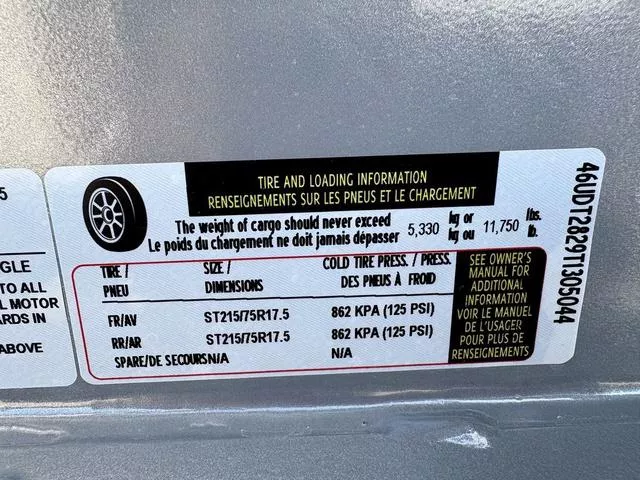 5
GLE
TO ALL
L MOTOR
ARDS IN
ABOVE
TIRE AND LOADING INFORMATION
RENSEIGNEMENTS SUR LES PNEUS ET LE CHARGEMENT
The weight of cargo should never exceed 5,330 kg or 11,750 lbs.
Le poids du chargement ne doit jamais dépasser kg ou lb.
TIRE / SIZE / COLD TIRE PRESS. / PRESS.
PNEU DIMENSIONS DES PNEUS À FROID
FR/AV ST215/75R17.5 862 KPA (125 PSI)
RR/AR ST215/75R17.5 862 KPA (125 PSI)
SPARE/DE SECOURS N/A N/A
SEE OWNER'S
MANUAL FOR
ADDITIONAL
INFORMATION
VOIR LE MANUEL
DE L'USAGER
POUR PLUS DE
RENSEIGNEMENTS
46UDT2829T1305044